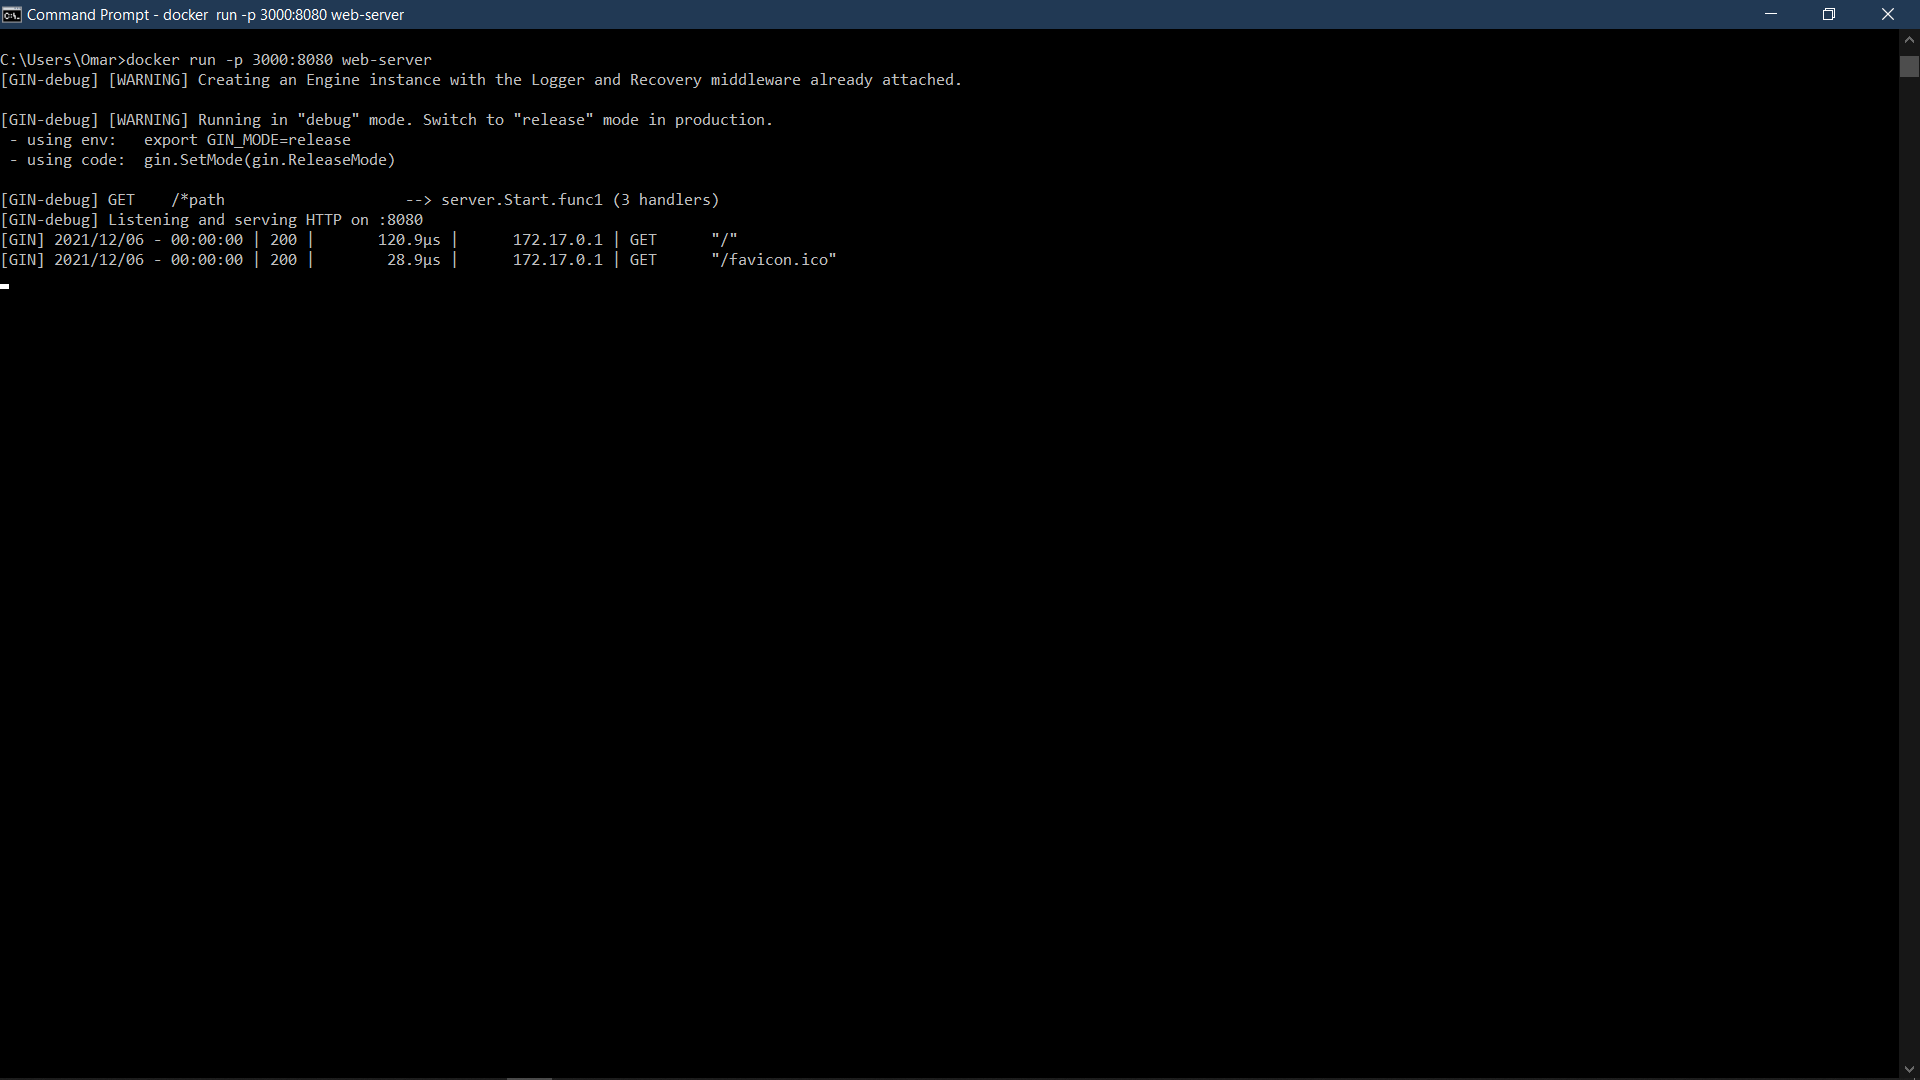 Command Prompt - docker  run -p 3000:8080 web-server
C:\Users\Omar>docker run -p 3000:8080 web-server
[GIN-debug] [WARNING] Creating an Engine instance with the Logger and Recovery middleware already attached.
[GIN-debug] [WARNING] Running in "debug" mode. Switch to "release" mode in production.
 - using env:   export GIN_MODE=release
 - using code:  gin.SetMode(gin.ReleaseMode)
[GIN-debug] GET    /*path                    --> server.Start.func1 (3 handlers)
[GIN-debug] Listening and serving HTTP on :8080
[GIN] 2021/12/06 - 00:00:00 | 200 |       120.9µs |      172.17.0.1 | GET      "/"
[GIN] 2021/12/06 - 00:00:00 | 200 |        28.9µs |      172.17.0.1 | GET      "/favicon.ico"